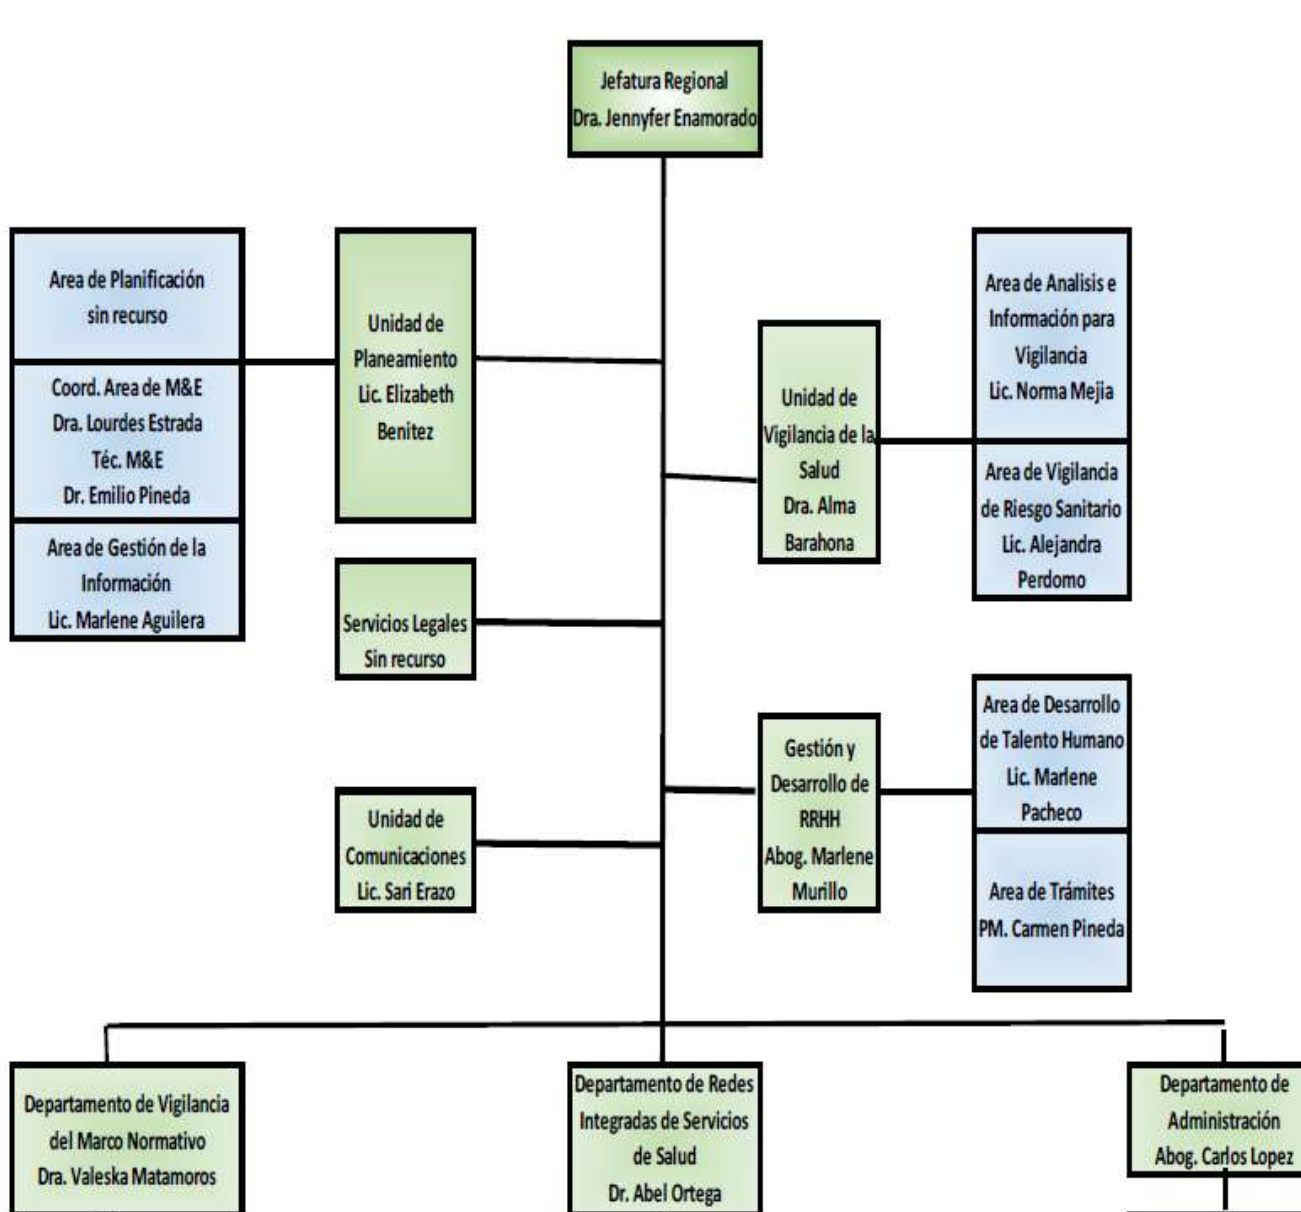 Jefatura Regional
Dra. Jennyfer Enamorado
Area de Planificación
sin recurso
Coord. Area de M&E
Dra. Lourdes Estrada
Téc. M&E
Dr. Emilio Pineda
Area de Gestión de la
Información
Lic. Marlene Aguilera
Unidad de
Planeamiento
Lic. Elizabeth
Benitez
Servicios Legales
Sin recurso
Unidad de
Comunicaciones
Lic. Sari Erazo
Unidad de
Vigilancia de la
Salud
Dra. Alma
Barahona
Area de Analisis e
Información para
Vigilancia
Lic. Norma Mejia
Area de Vigilancia
de Riesgo Sanitario
Lic. Alejandra
Perdomo
Gestión y
Desarrollo de
RRHH
Abog. Marlene
Murillo
Area de Desarrollo
de Talento Humano
Lic. Marlene
Pacheco
Area de Trámites
PM. Carmen Pineda
Departamento de Vigilancia
del Marco Normativo
Dra. Valeska Matamoros
Departamento de Redes
Integradas de Servicios
de Salud
Dr. Abel Ortega
Departamento de
Administración
Abog. Carlos Lopez